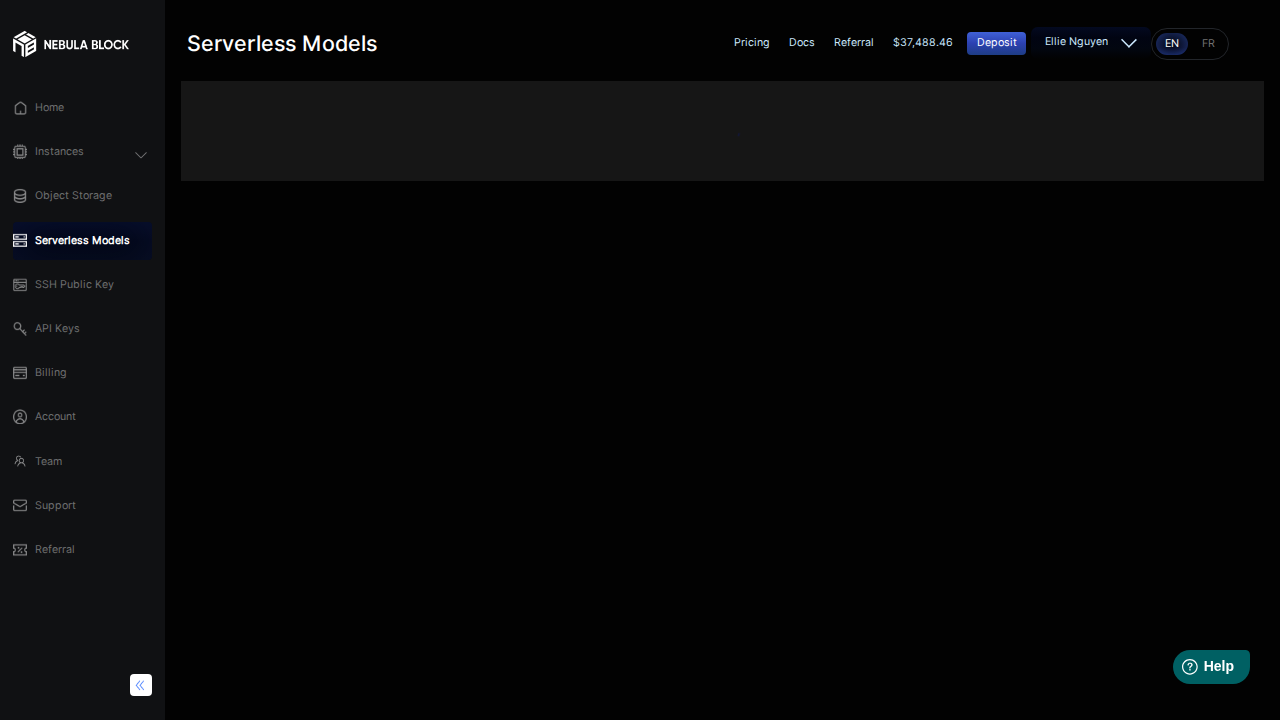 NEBULA BLOCK
Serverless Models
Pricing
Docs
Referral
$37,488.46
Deposit
Ellie Nguyen
EN
FR
Home
Instances
Object Storage
Serverless Models
SSH Public Key
API Keys
Billing
Account
Team
Support
Referral
Help